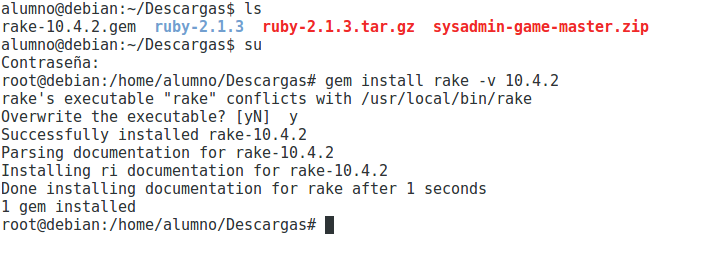 alumno@debian:~/Descargas$ ls
rake-10.4.2.gem  ruby-2.1.3  ruby-2.1.3.tar.gz  sysadmin-game-master.zip
alumno@debian:~/Descargas$ su
Contraseña:
root@debian:/home/alumno/Descargas# gem install rake -v 10.4.2
rake's executable "rake" conflicts with /usr/local/bin/rake
Overwrite the executable? [yN]  y
Successfully installed rake-10.4.2
Parsing documentation for rake-10.4.2
Installing ri documentation for rake-10.4.2
Done installing documentation for rake after 1 seconds
1 gem installed
root@debian:/home/alumno/Descargas#